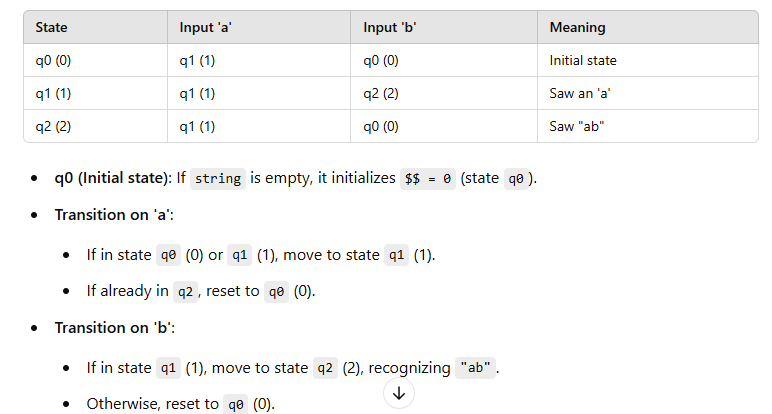 State Input 'a' Input 'b' Meaning
q0 (0) q1 (1) q0 (0) Initial state
q1 (1) q1 (1) q2 (2) Saw an 'a'
q2 (2) q1 (1) q0 (0) Saw "ab"
• q0 (Initial state): If string is empty, it initializes $$ = 0 (state q0).
• Transition on 'a':
• If in state q0 (0) or q1 (1), move to state q1 (1).
• If already in q2, reset to q0 (0).
• Transition on 'b':
• If in state q1 (1), move to state q2 (2), recognizing "ab".
• Otherwise, reset to q0 (0).